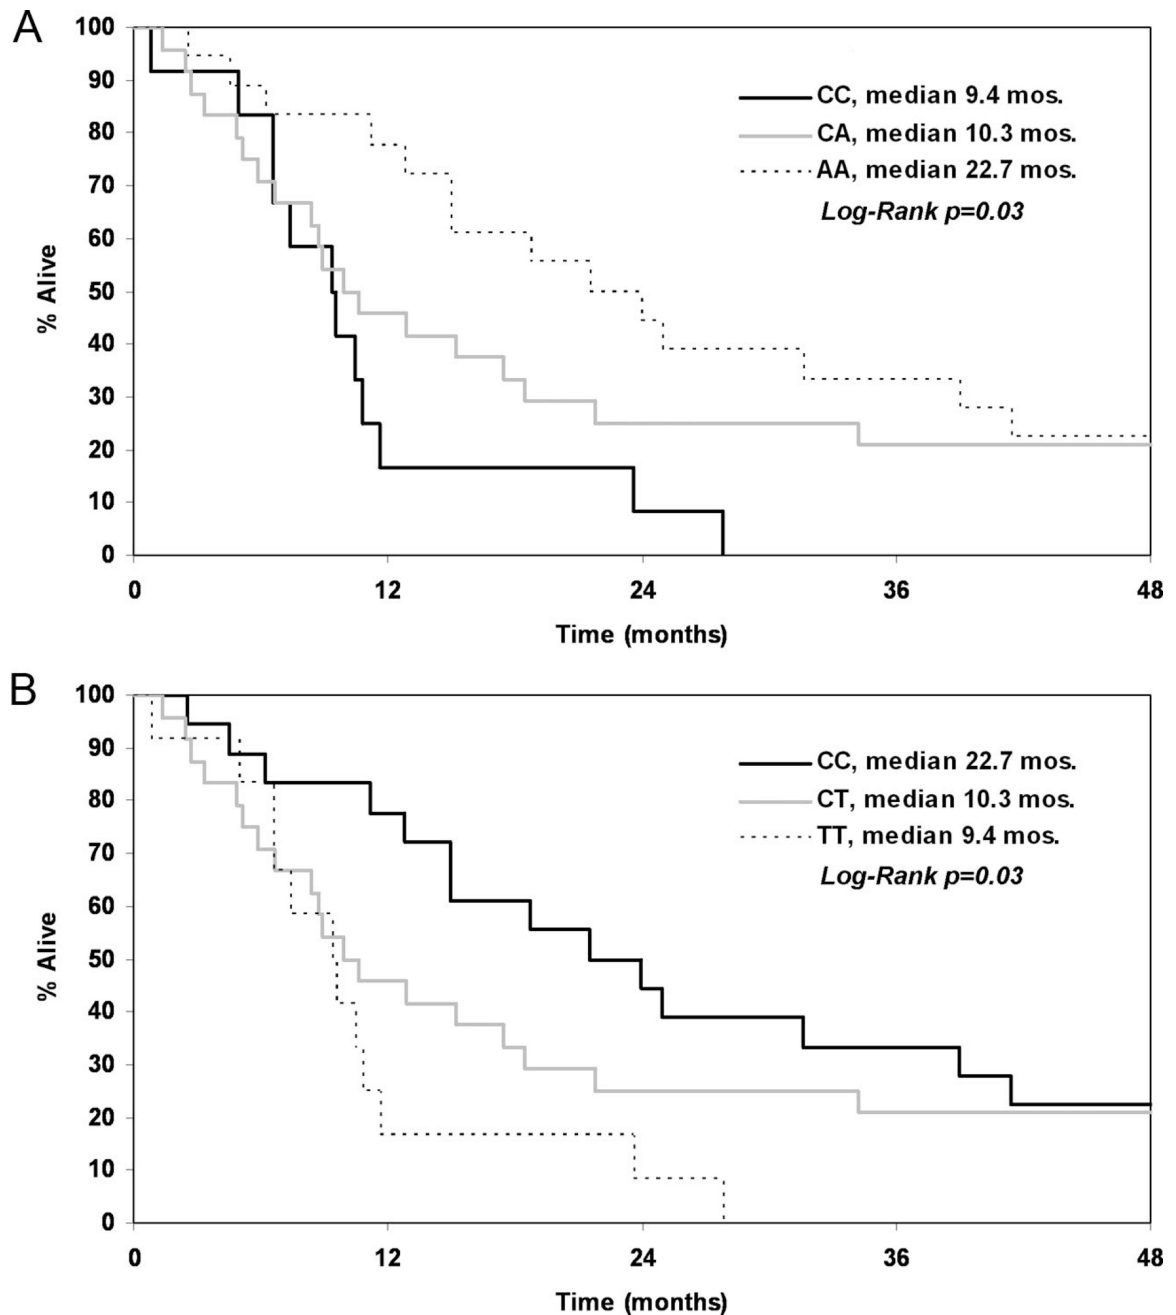 A
100
90
80
70
60
50
40
30
20
10
0
% Alive
CC, median 9.4 mos.
CA, median 10.3 mos.
AA, median 22.7 mos.
Log-Rank p=0.03
0 12 24 36 48
Time (months)
B
100
90
80
70
60
50
40
30
20
10
0
% Alive
CC, median 22.7 mos.
CT, median 10.3 mos.
TT, median 9.4 mos.
Log-Rank p=0.03
0 12 24 36 48
Time (months)